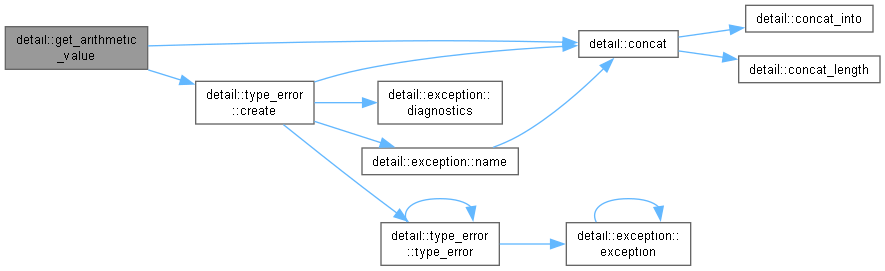 detail::get_arithmetic
_value
detail::type_error
::create
detail::concat
detail::concat_into
detail::concat_length
detail::exception::
diagnostics
detail::exception::name
detail::type_error
::type_error
detail::exception::
exception